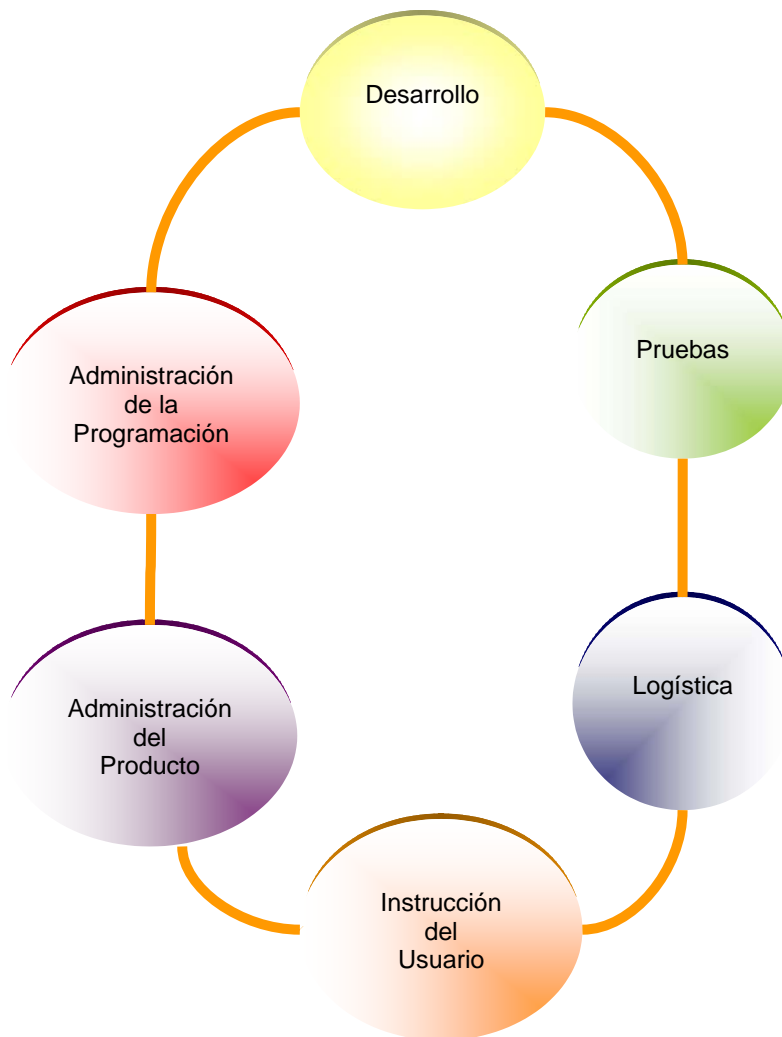 Desarrollo
Pruebas
Administración
de la
Programación
Logística
Administración
del
Producto
Instrucción
del
Usuario